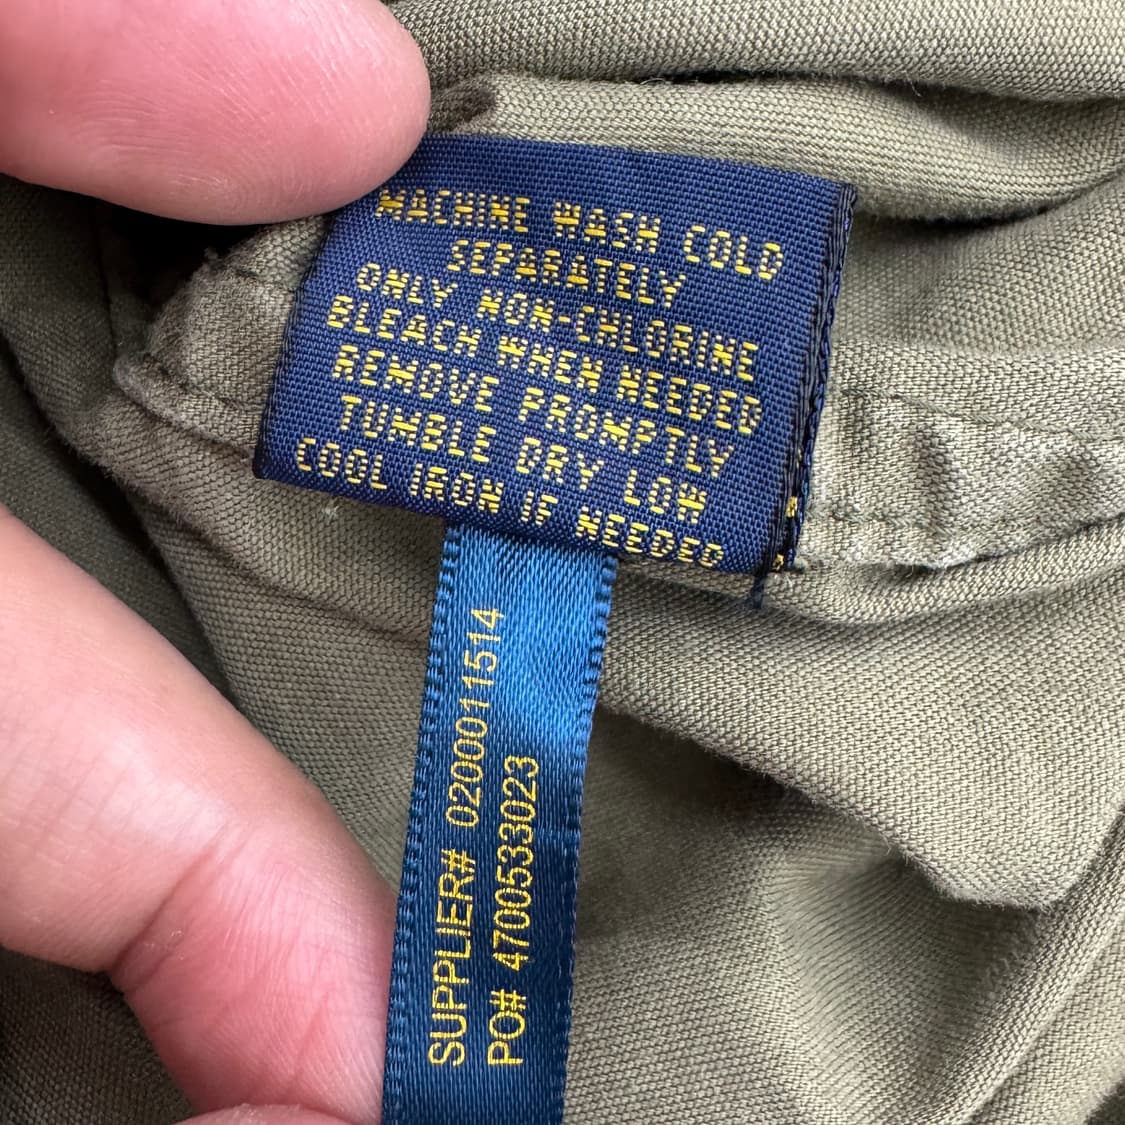 MACHINE WASH COLD
SEPARATELY
ONLY NON-CHLORINE
BLEACH WHEN NEEDED
REMOVE PROMPTLY
TUMBLE DRY LOW
COOL IRON IF NEEDED
SUPPLIER# 0200011514
PO# 4700533023